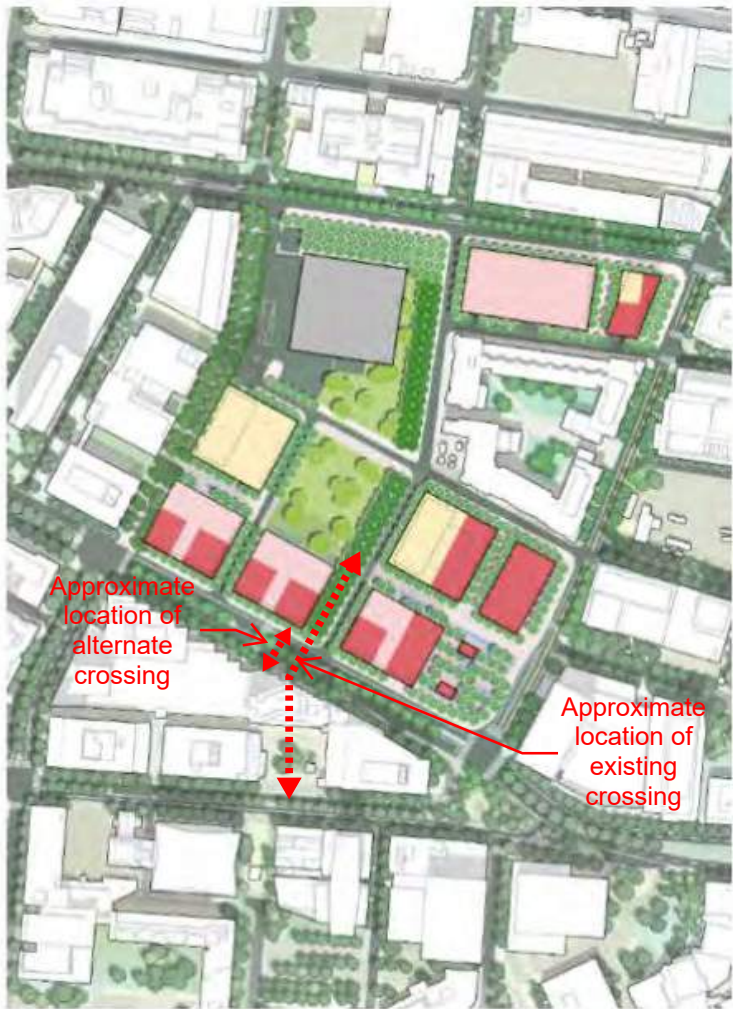 Approximate
location of
alternate
crossing
Approximate
location of
existing
crossing